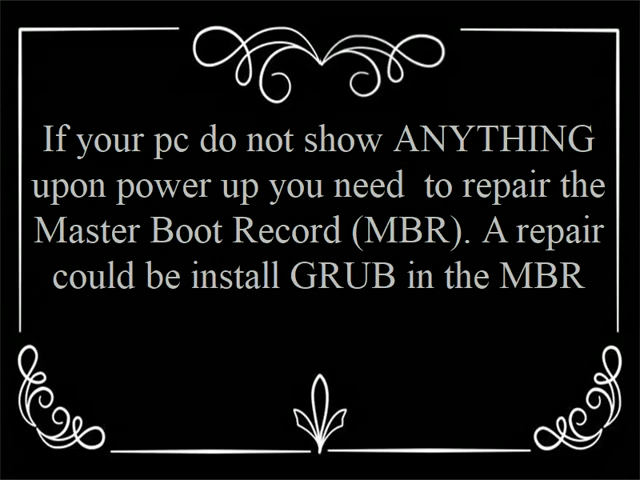 If your pc do not show ANYTHING
upon power up you need  to repair the
Master Boot Record (MBR). A repair
could be install GRUB in the MBR